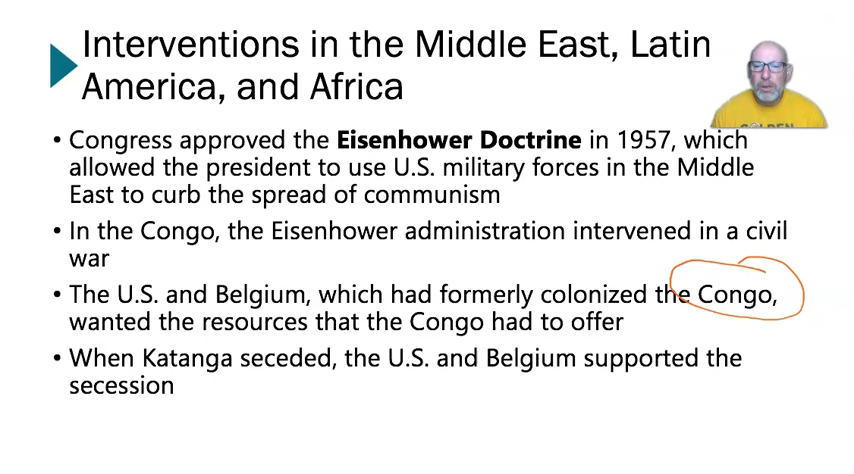 Interventions in the Middle East, Latin
America, and Africa
• Congress approved the Eisenhower Doctrine in 1957, which
allowed the president to use U.S. military forces in the Middle
East to curb the spread of communism
• In the Congo, the Eisenhower administration intervened in a civil
war
• The U.S. and Belgium, which had formerly colonized the Congo,
wanted the resources that the Congo had to offer
• When Katanga seceded, the U.S. and Belgium supported the
secession